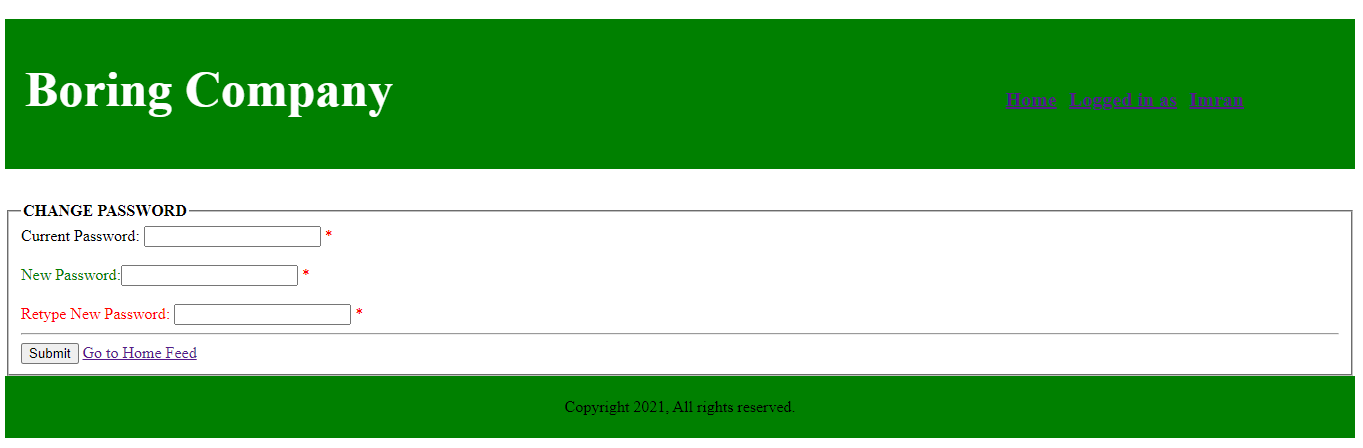 Boring Company
Home Logged in as Imran
CHANGE PASSWORD
Current Password: *
New Password: *
Retype New Password: *
Submit Go to Home Feed
Copyright 2021, All rights reserved.